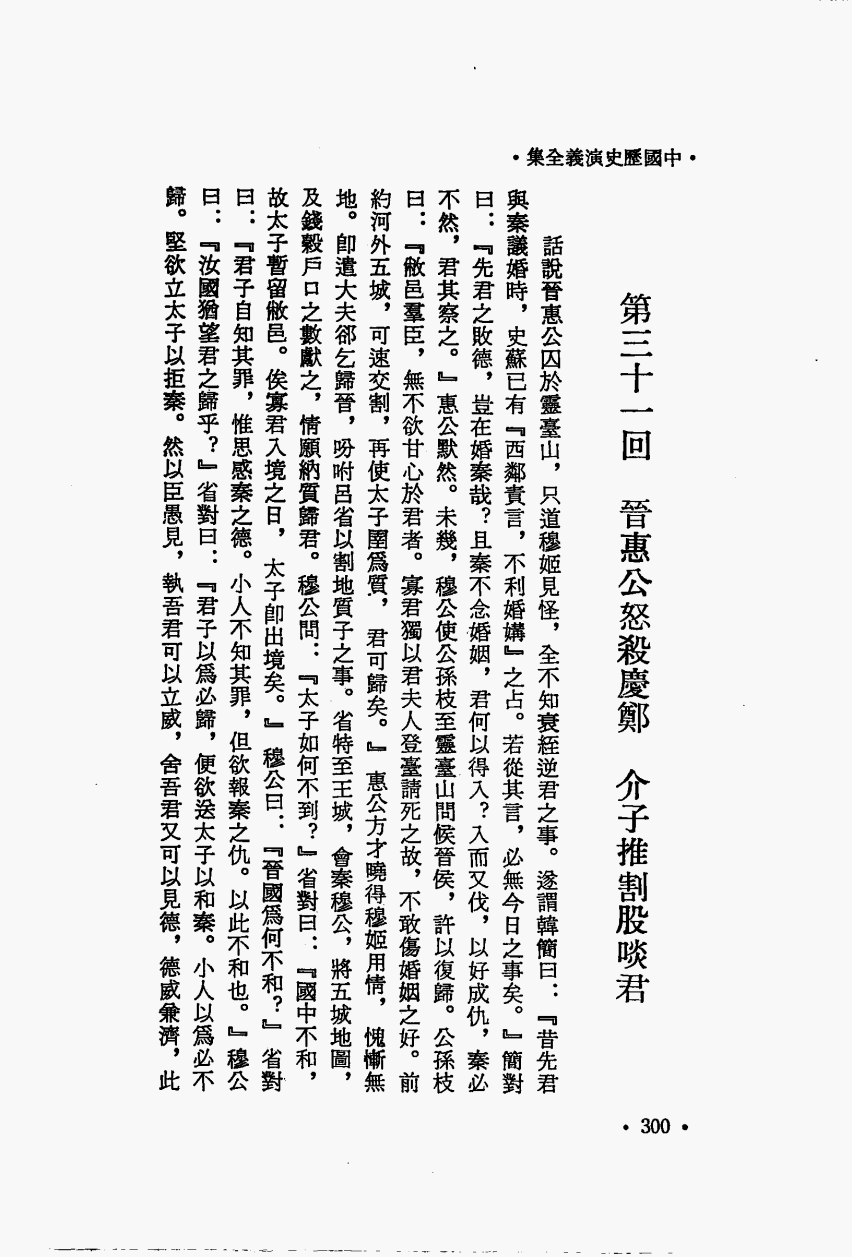 •集全義演史歷國中•
第三十一回　晉惠公怒殺慶鄭　介子推割股啖君
話說晉惠公囚於靈臺山，只道穆姬見怪，全不知衰絰逆君之事。遂謂韓簡曰：『昔先君
與秦議婚時，史蘇已有『西鄰責言，不利婚媾』之占。若從其言，必無今日之事矣。』簡對
曰：『先君之敗德，豈在婚秦哉？且秦不念婚姻，君何以得入？入而又伐，以好成仇，秦必
不然，君其察之。』惠公默然。未幾，穆公使公孫枝至靈臺山問候晉侯，許以復歸。公孫枝
曰：『敝邑羣臣，無不欲甘心於君者。寡君獨以君夫人登臺請死之故，不敢傷婚姻之好。前
約河外五城，可速交割，再使太子圉爲質，君可歸矣。』惠公方才曉得穆姬用情，愧慚無
地。卽遣大夫郤乞歸晉，吩咐呂省以割地質子之事。省特至王城，會秦穆公，將五城地圖，
及錢穀戶口之數獻之，情願納質歸君。穆公問：『太子如何不到？』省對曰：『國中不和，
故太子暫留敝邑。俟寡君入境之日，太子卽出境矣。』穆公曰：『晉國爲何不和？』省對
曰：『君子自知其罪，惟思感秦之德。小人不知其罪，但欲報秦之仇。以此不和也。』穆公
曰：『汝國猶望君之歸乎？』省對曰：『君子以爲必歸，便欲送太子以和秦。小人以爲必不
歸。堅欲立太子以拒秦。然以臣愚見，執吾君可以立威，舍吾君又可以見德，德威兼濟，此
• 300 •